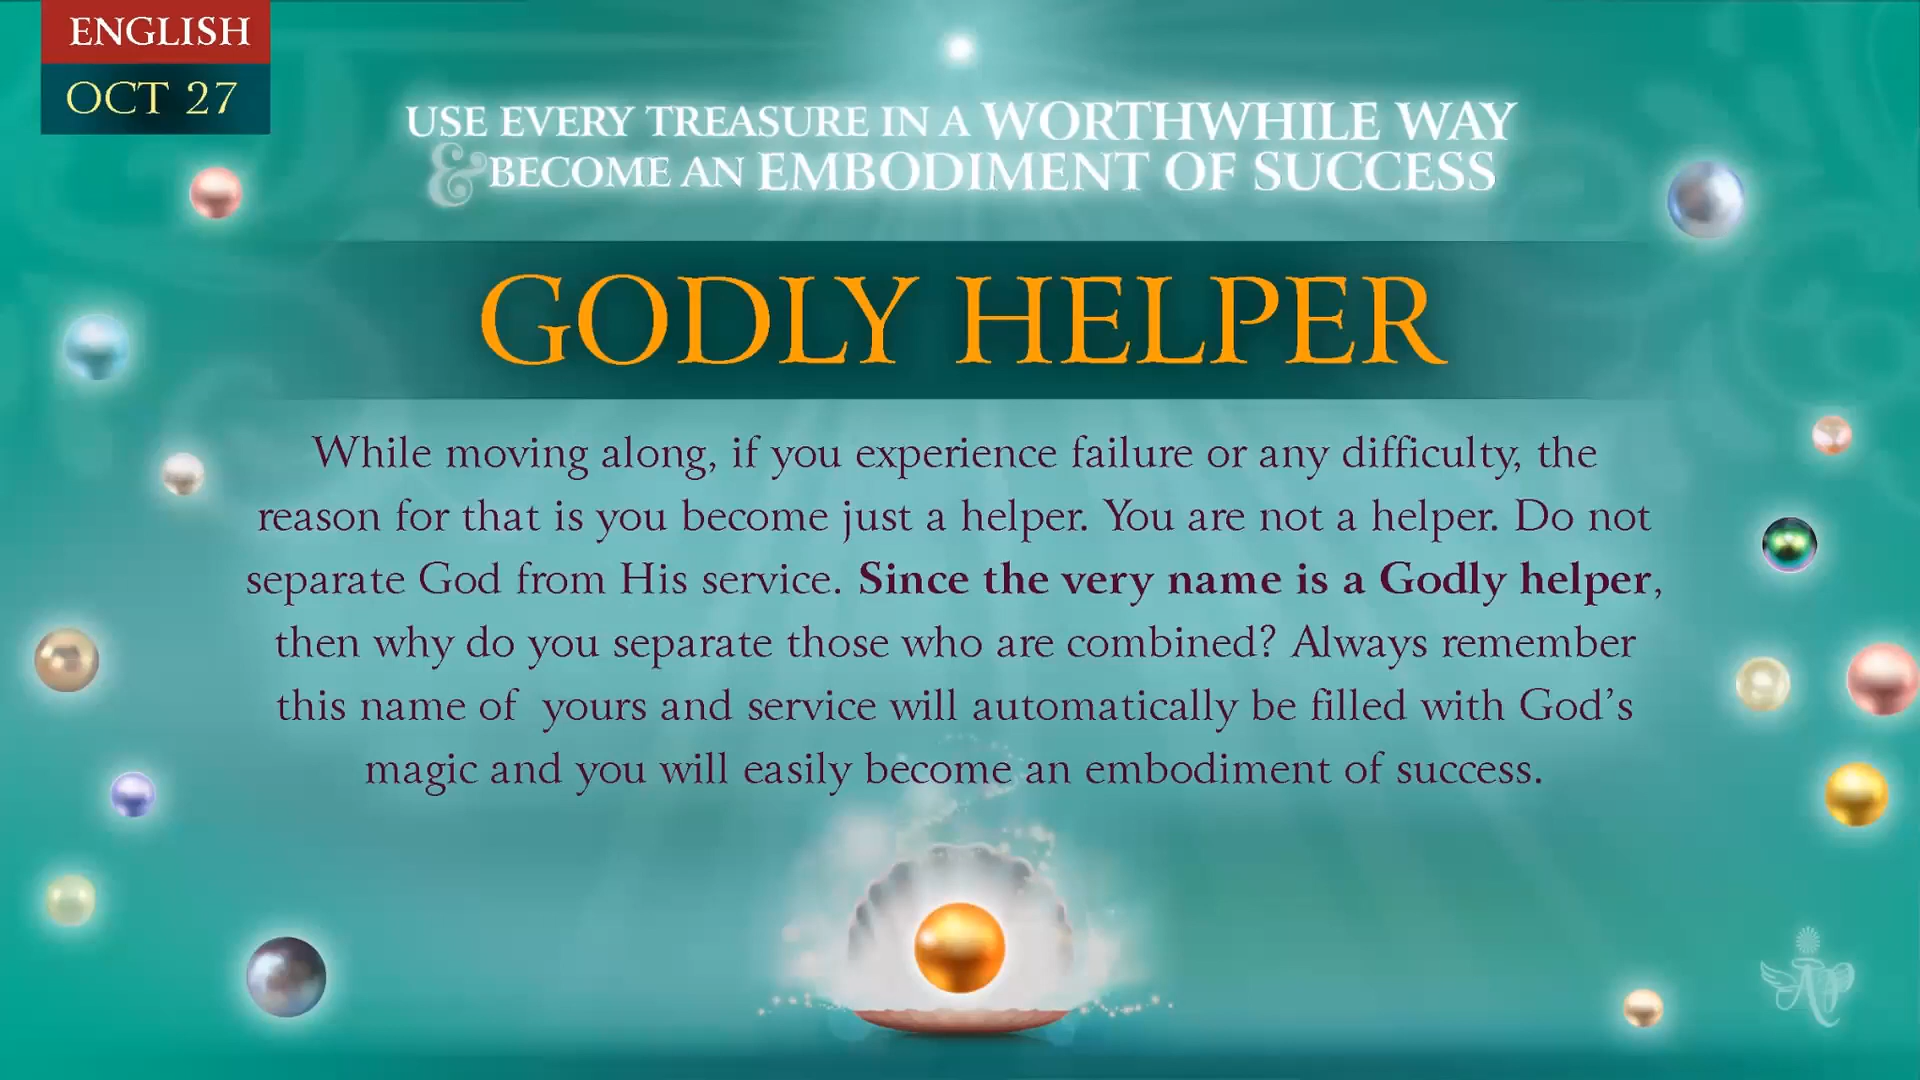 ENGLISH
OCT 27
USE EVERY TREASURE IN A WORTHWHILE WAY
& BECOME AN EMBODIMENT OF SUCCESS
GODLY HELPER
While moving along, if you experience failure or any difficulty, the
reason for that is you become just a helper. You are not a helper. Do not
separate God from His service. Since the very name is a Godly helper,
then why do you separate those who are combined? Always remember
this name of yours and service will automatically be filled with God's
magic and you will easily become an embodiment of success.